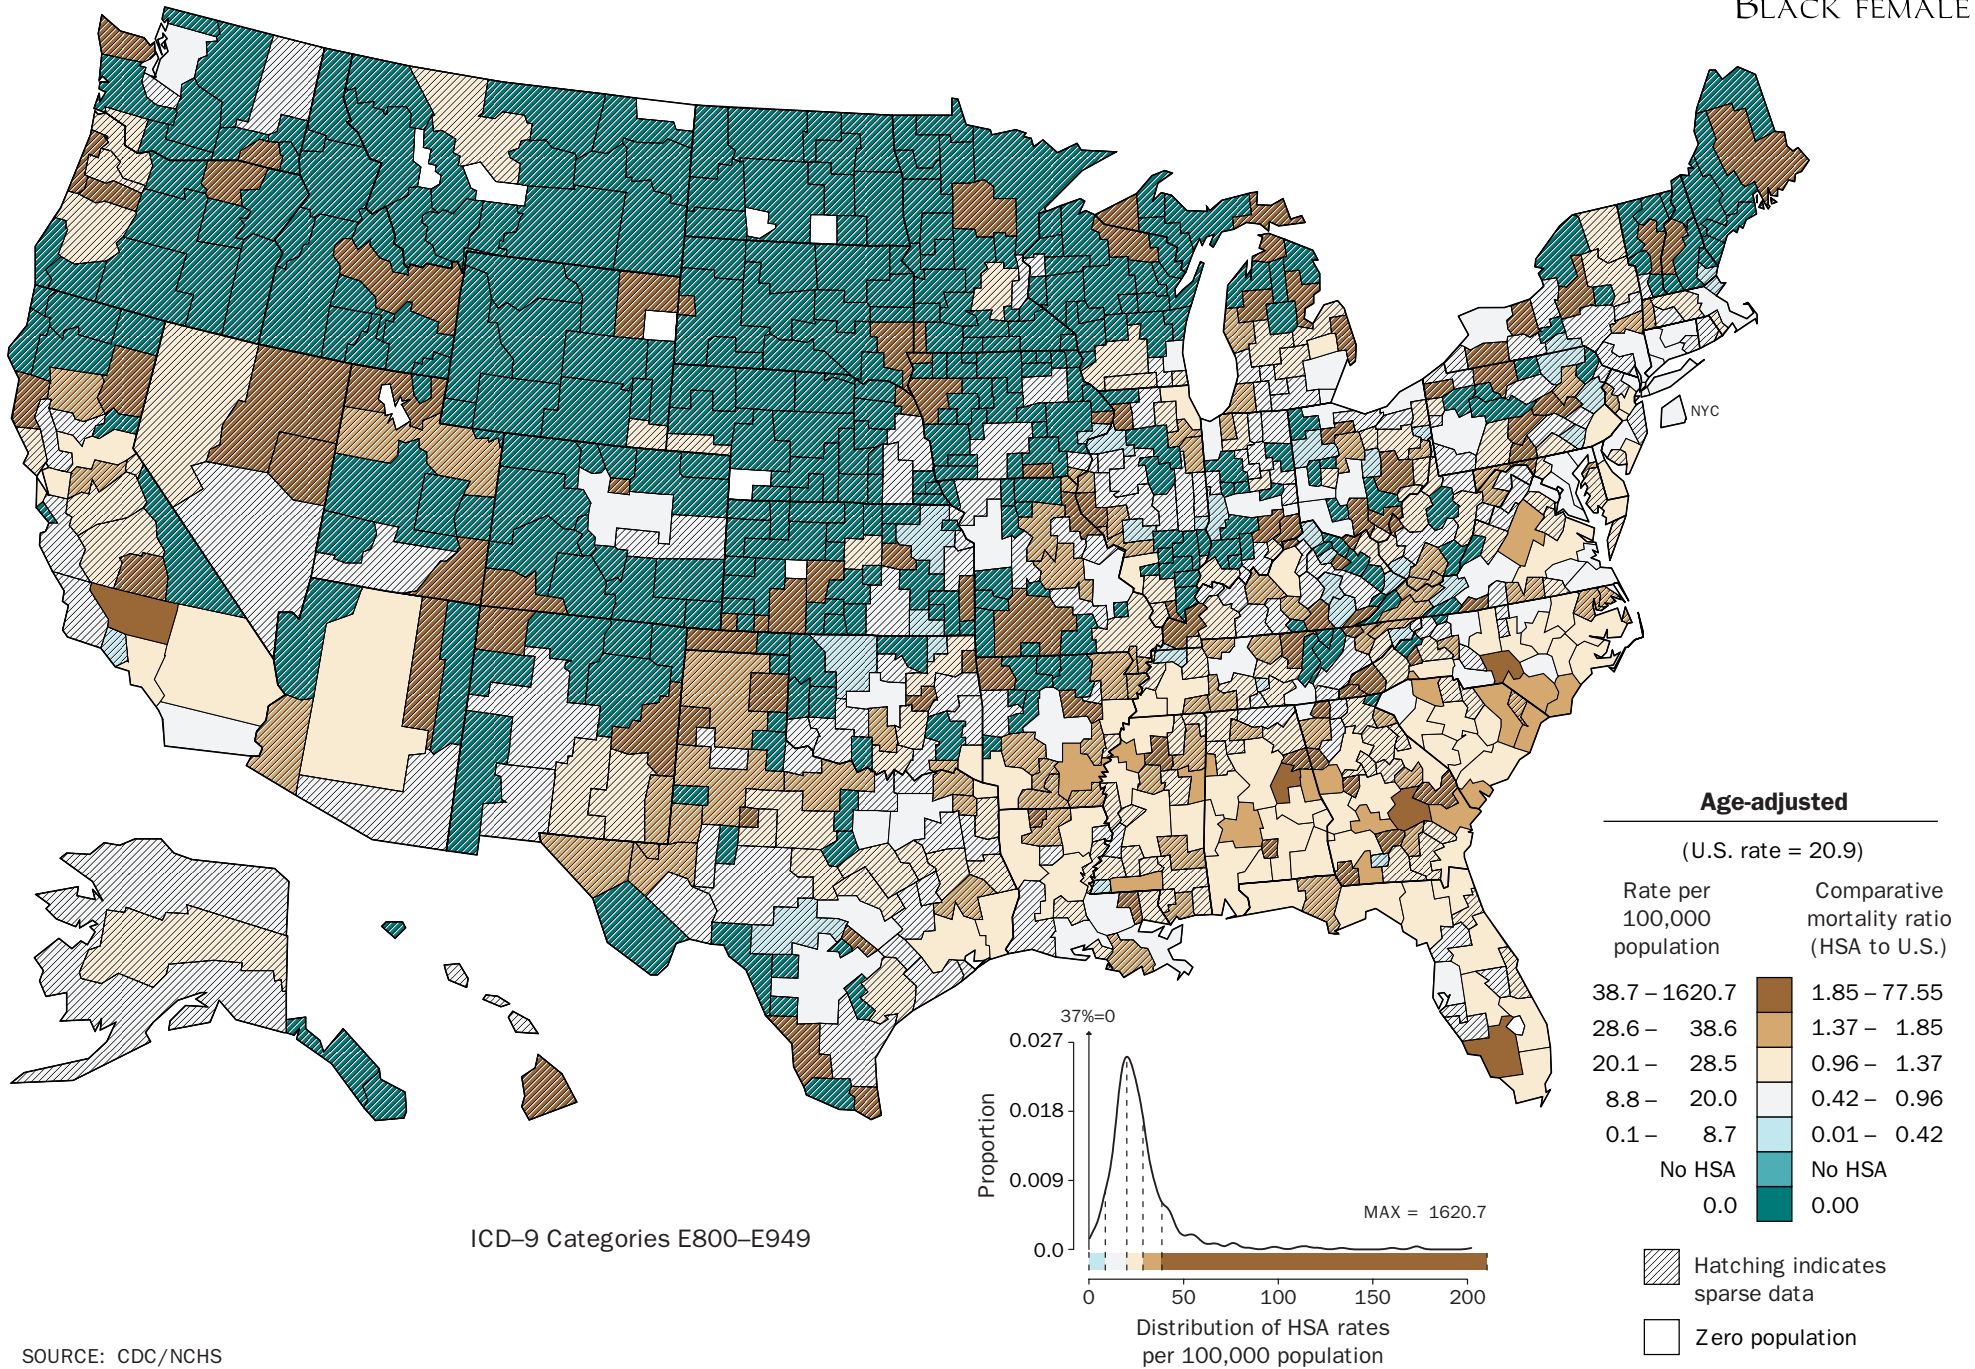 BLACK FEMALE
NYC
Age-adjusted
(U.S. rate = 20.9)
Rate per
100,000
population
Comparative
mortality ratio
(HSA to U.S.)
38.7 – 1620.7 1.85 – 77.55
28.6 – 38.6 1.37 – 1.85
20.1 – 28.5 0.96 – 1.37
8.8 – 20.0 0.42 – 0.96
0.1 – 8.7 0.01 – 0.42
No HSA No HSA
0.0 0.00
Hatching indicates
sparse data
Zero population
37%=0
0.027
0.018
0.009
0.0
Proportion
MAX = 1620.7
0 50 100 150 200
Distribution of HSA rates
per 100,000 population
ICD–9 Categories E800–E949
SOURCE: CDC/NCHS